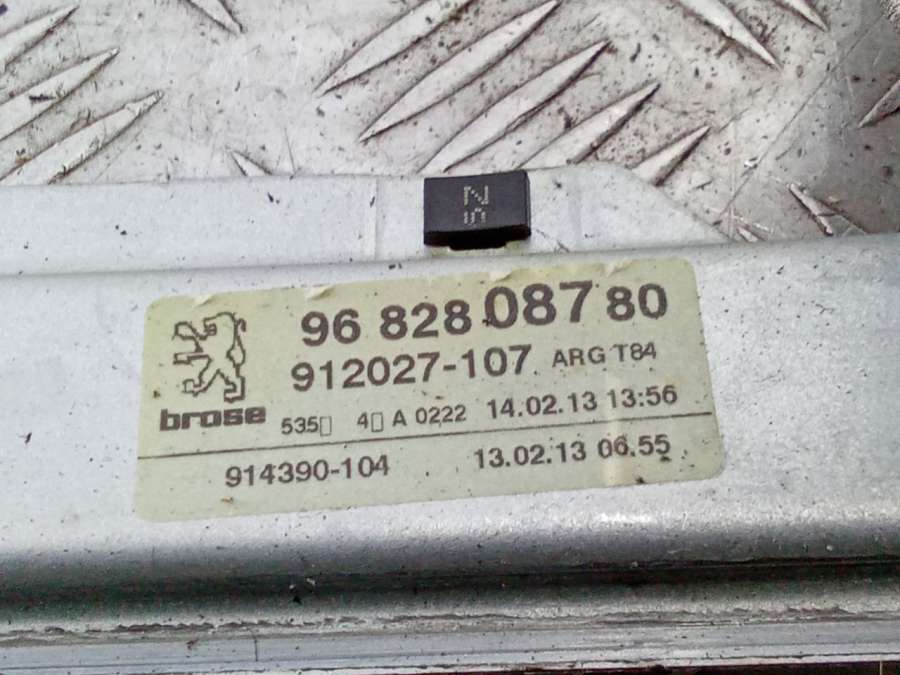 NS
96 828 087 80
912027-107 ARG T84
brose
535▯ 4▯ A 0222 14.02.13 13:56
914390-104 13.02.13 06.55